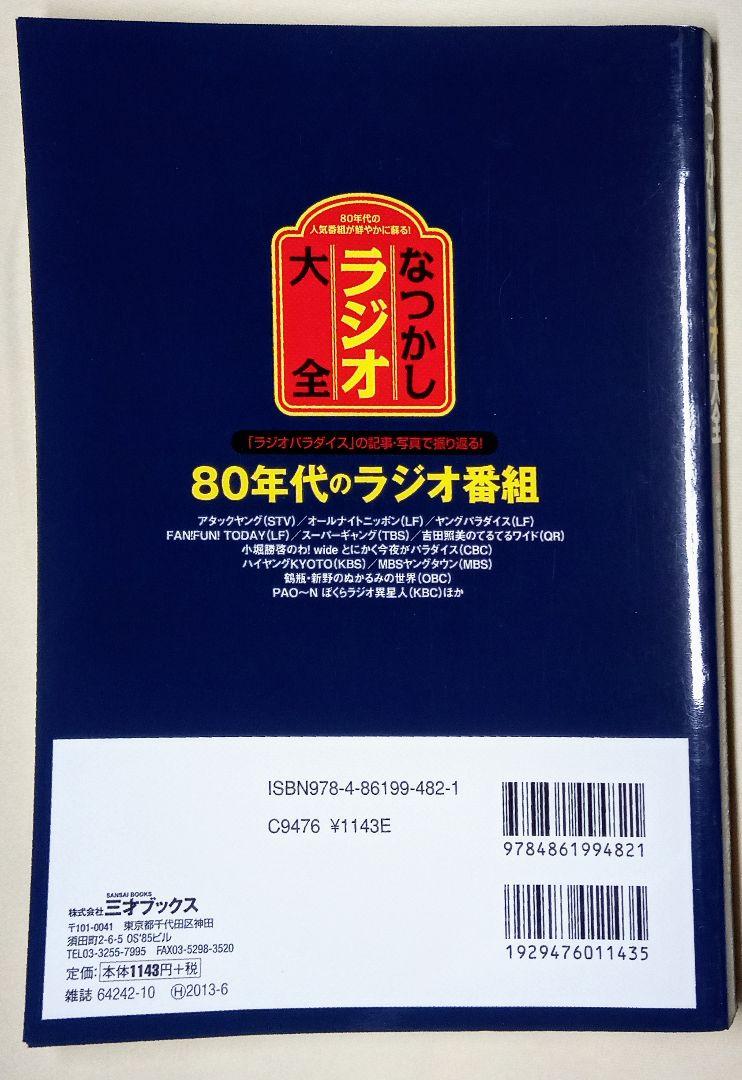 80年代の
人気番組が鮮やかに蘇る!
なつかし
ラジオ
大全
「ラジオパラダイス」の記事・写真で振り返る!
80年代のラジオ番組
アタックヤング(STV)/オールナイトニッポン(LF)/ヤングパラダイス(LF)
FAN!FUN! TODAY(LF)/スーパーギャング(TBS)/吉田照美のてるてるワイド(QR)
小堀勝啓のわ! wide とにかく今夜がパラダイス(CBC)
ハイヤングKYOTO(KBS)/MBSヤングタウン(MBS)
鶴瓶・新野のぬかるみの世界(OBC)
PAO〜N ぼくらラジオ異星人(KBC)ほか
ISBN978-4-86199-482-1
C9476 ¥1143E
9784861994821
1929476011435
SANSAI BOOKS
株式会社三才ブックス
〒101-0041 東京都千代田区神田
須田町2-6-5 OS'85ビル
TEL03-3255-7995 FAX03-5298-3520
定価:本体1143円+税
雑誌 64242-10 Ⓗ2013-6